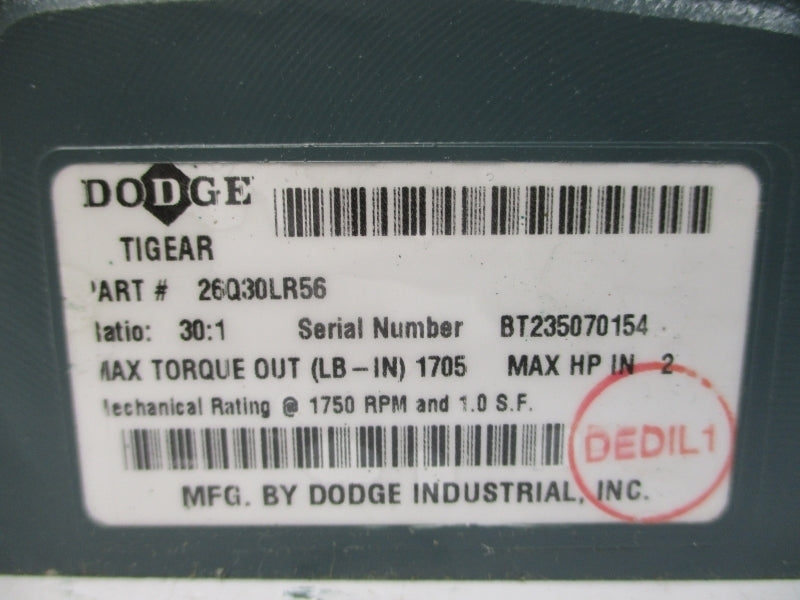 DODGE
TIGEAR
PART # 26Q30LR56
Ratio: 30:1 Serial Number BT235070154
MAX TORQUE OUT (LB-IN) 1705 MAX HP IN 2
Mechanical Rating @ 1750 RPM and 1.0 S.F.
DEDIL1
MFG. BY DODGE INDUSTRIAL, INC.